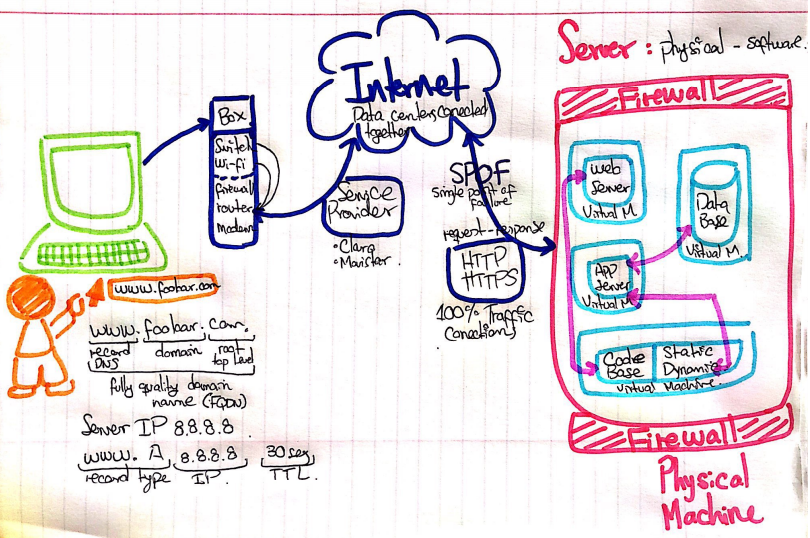 Server : physical - software.
Internet
Data centers conected
together
Firewall
Box
Switch
Wi-fi
firewall
router
Modem
Service
Provider
• Claro
• Movistar.
SPOF
single point of
failure
request - response
HTTP
HTTPS
100% Traffic
Conections
Web
Server
Virtual M
Data
Base
Virtual M.
App
Server
Virtual M
Code
Base
Static
Dynamic
Virtual Machine.
Firewall
Physical
Machine
www.foobar.com
www. foobar. com.
record
DNS
domain
root
top level
fully quality domain
name (FQDN)
Server IP 8.8.8.8
www. A 8.8.8.8 30 seg
record type IP. TTL.